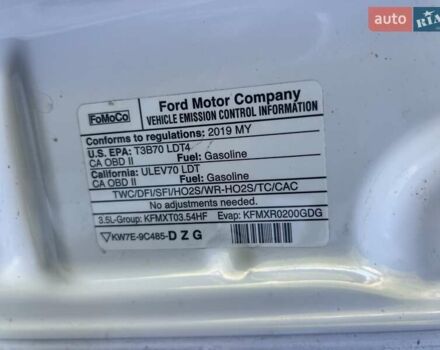 auto RIA
FoMoCo
Ford Motor Company
VEHICLE EMISSION CONTROL INFORMATION
Conforms to regulations: 2019 MY
U.S. EPA: T3B70 LDT4
CA OBD II Fuel: Gasoline
California: ULEV70 LDT
CA OBD II Fuel: Gasoline
TWC/DFI/SFI/HO2S/WR-HO2S/TC/CAC
No adjustments needed.
3.5L-Group: KFMXT03.54HF Evap: KFMXR0200GDG
KW7E-9C485-DZG